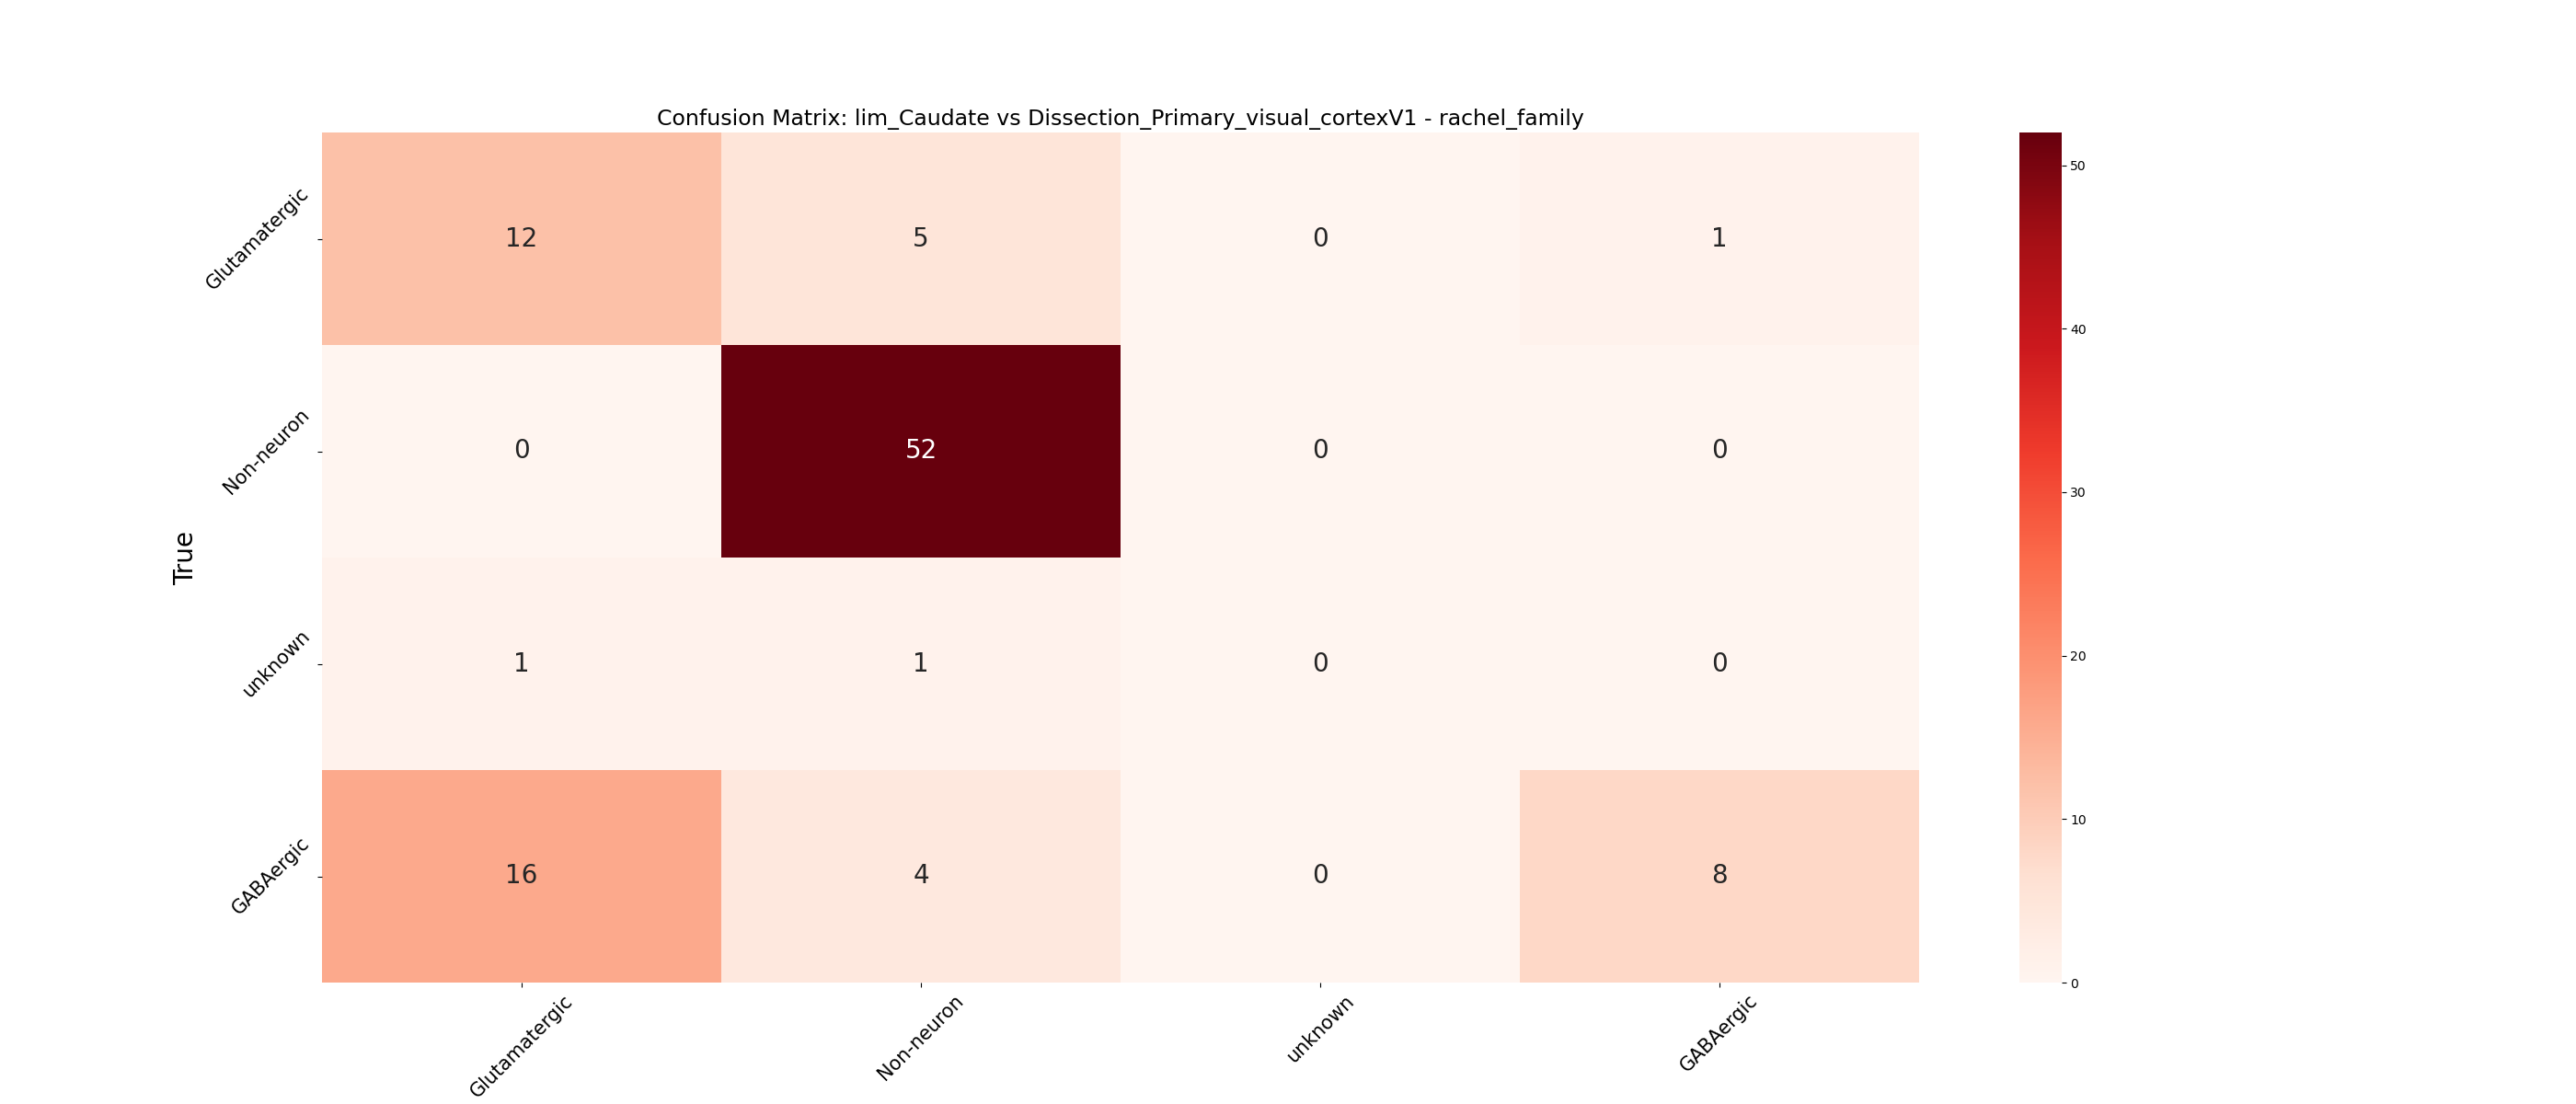 Confusion Matrix: lim_Caudate vs Dissection_Primary_visual_cortexV1 - rachel_family
True
Glutamatergic 12 5 0 1
Non-neuron 0 52 0 0
unknown 1 1 0 0
GABAergic 16 4 0 8
Glutamatergic Non-neuron unknown GABAergic
50
40
30
20
10
0